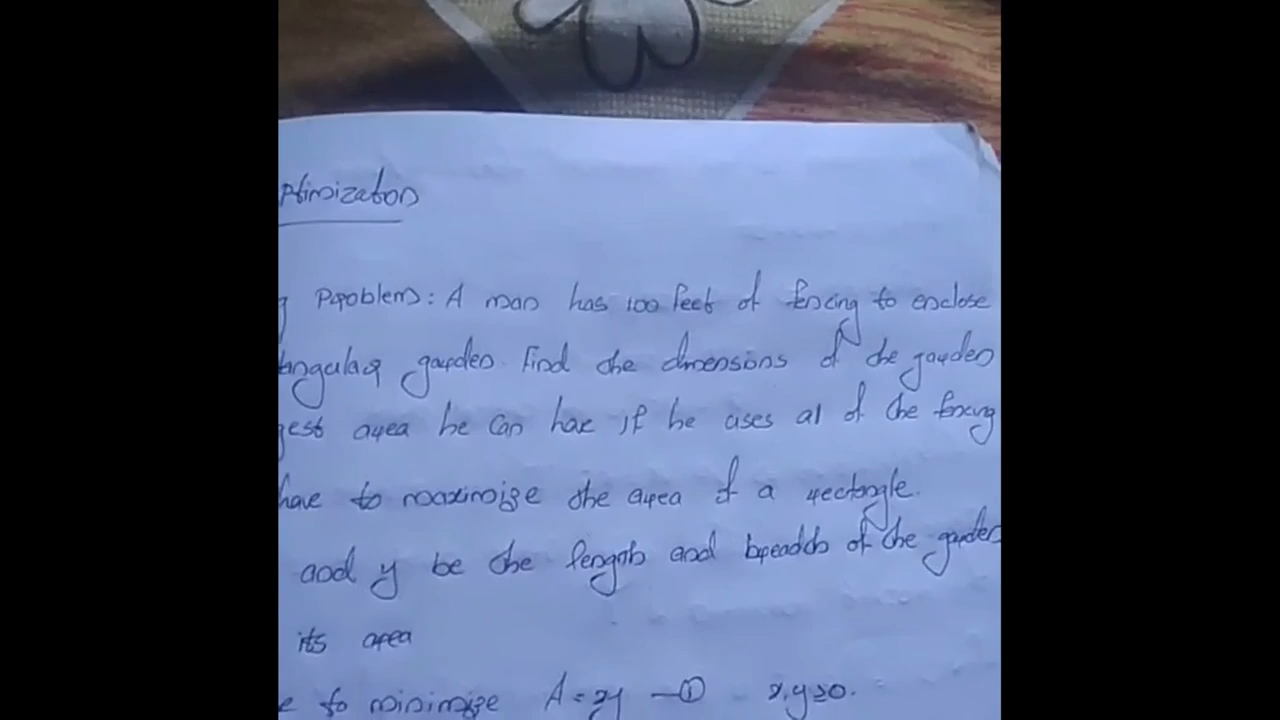 ptimization
g Problem: A man has 100 feet of fencing to enclose
tangular garden. Find the dimensions of the garden
gest area he can have if he uses al of the fencing
have to maximize the area of a rectangle.
and y be the length and breadth of the garden
its area
e to minimize A = xy —① x,y≥0.